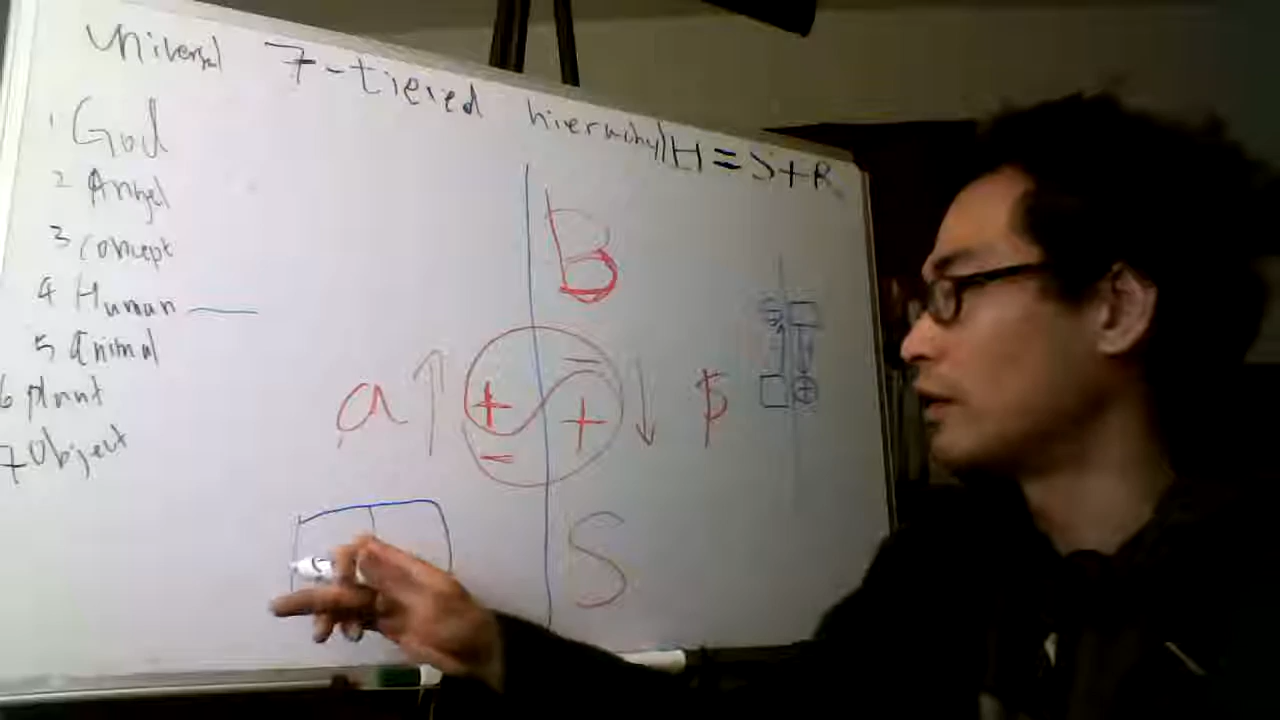 Universal 7-tiered hierarchy H = S + R
1 God
2 Angel
3 Concept
4 Human
5 Animal
6 Plant
7 Object
B
a + - + - $
S